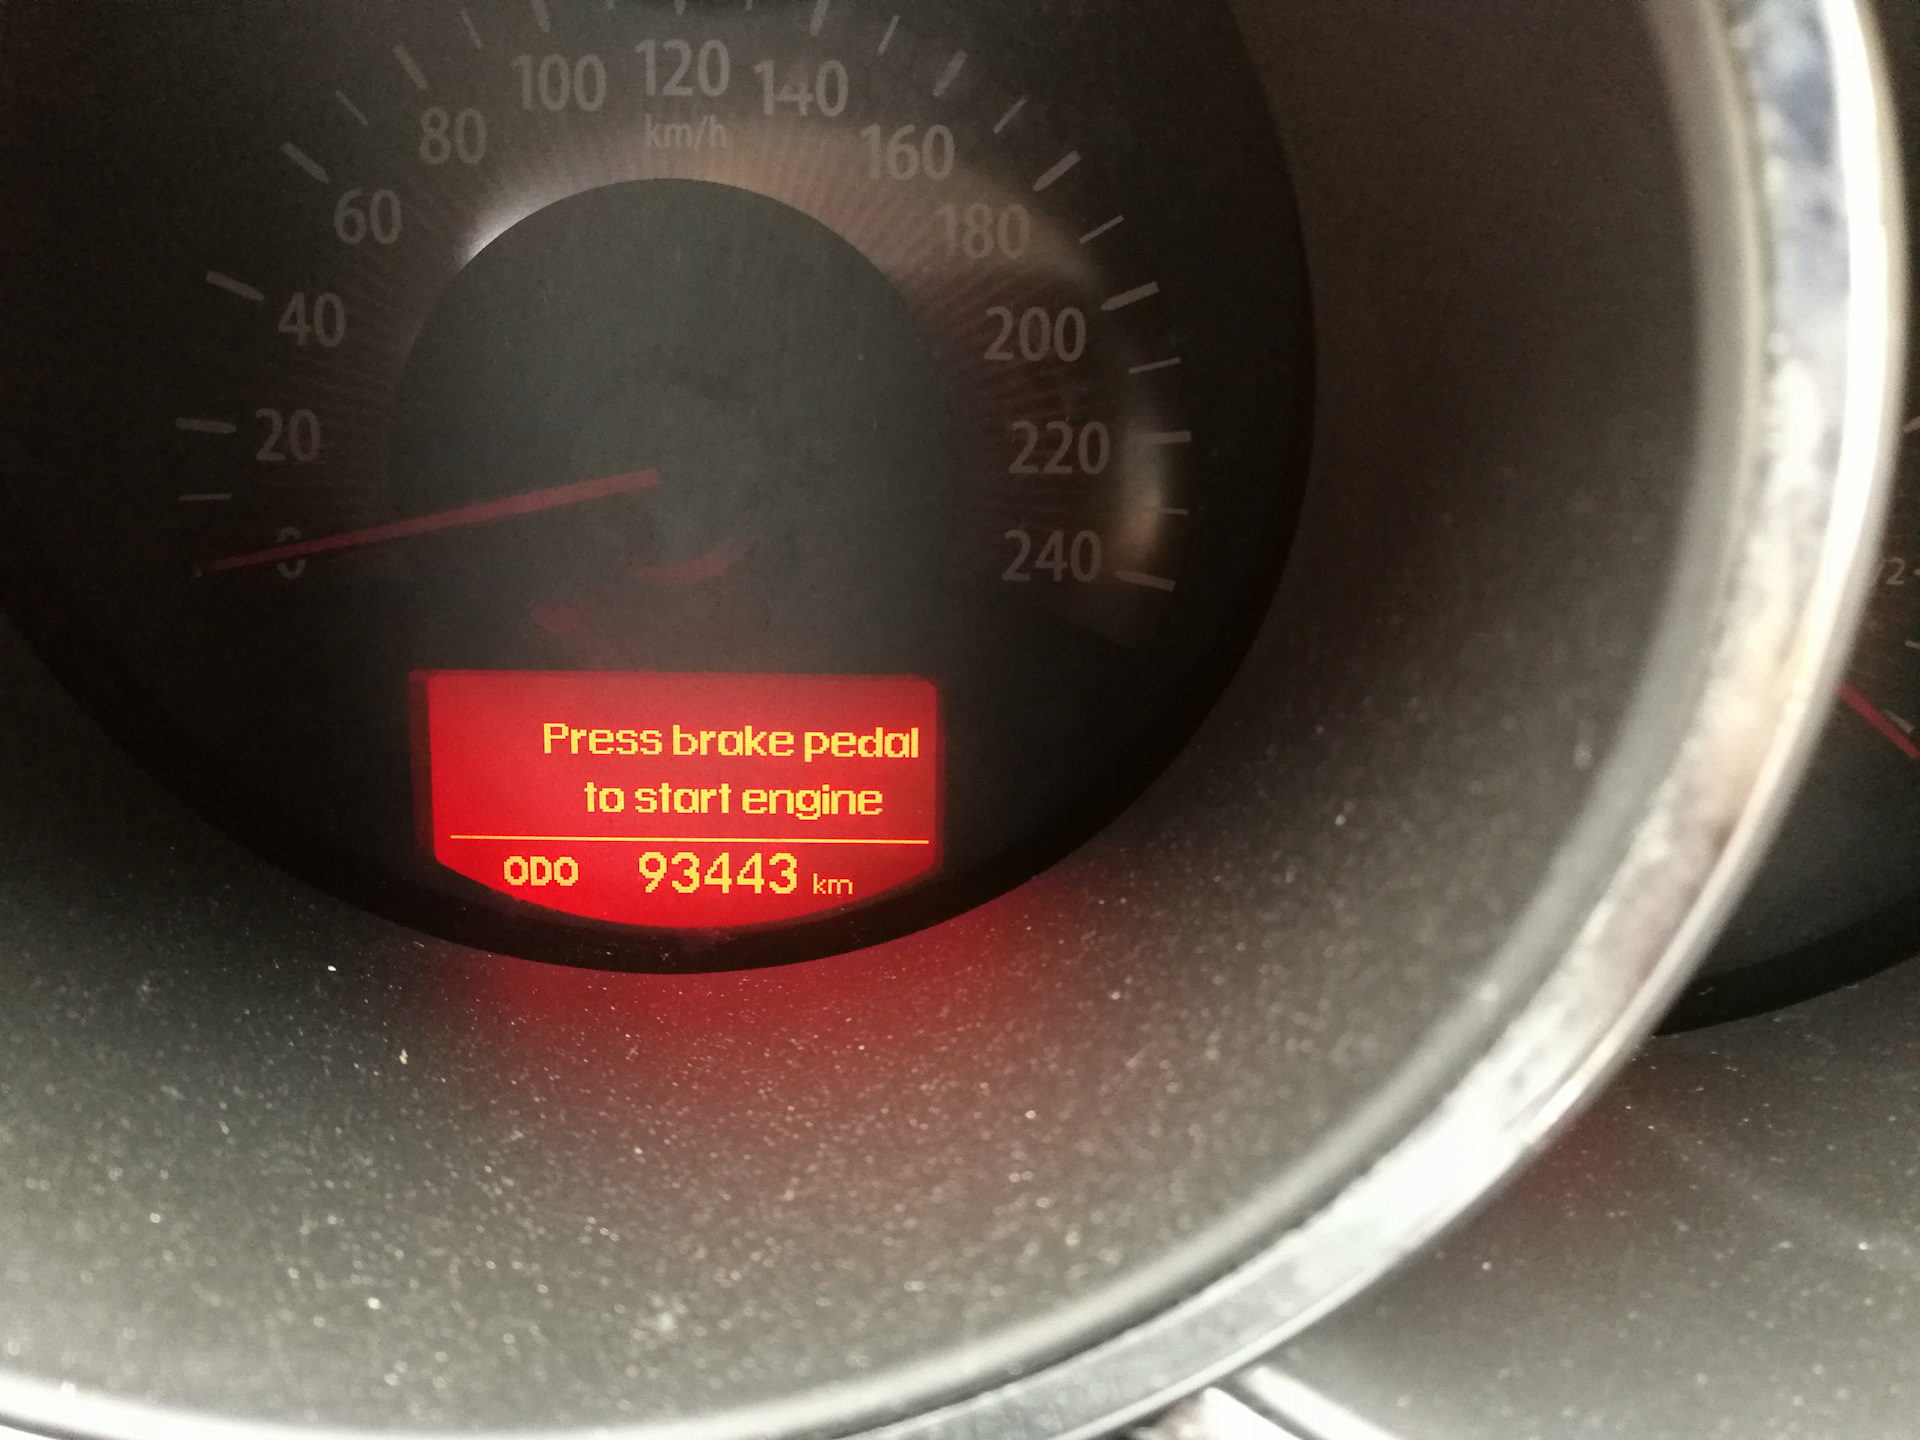 100 120 140
km/h
80 160
60 180
40 200
20 220
0 240
Press brake pedal
to start engine
ODO 93443 km